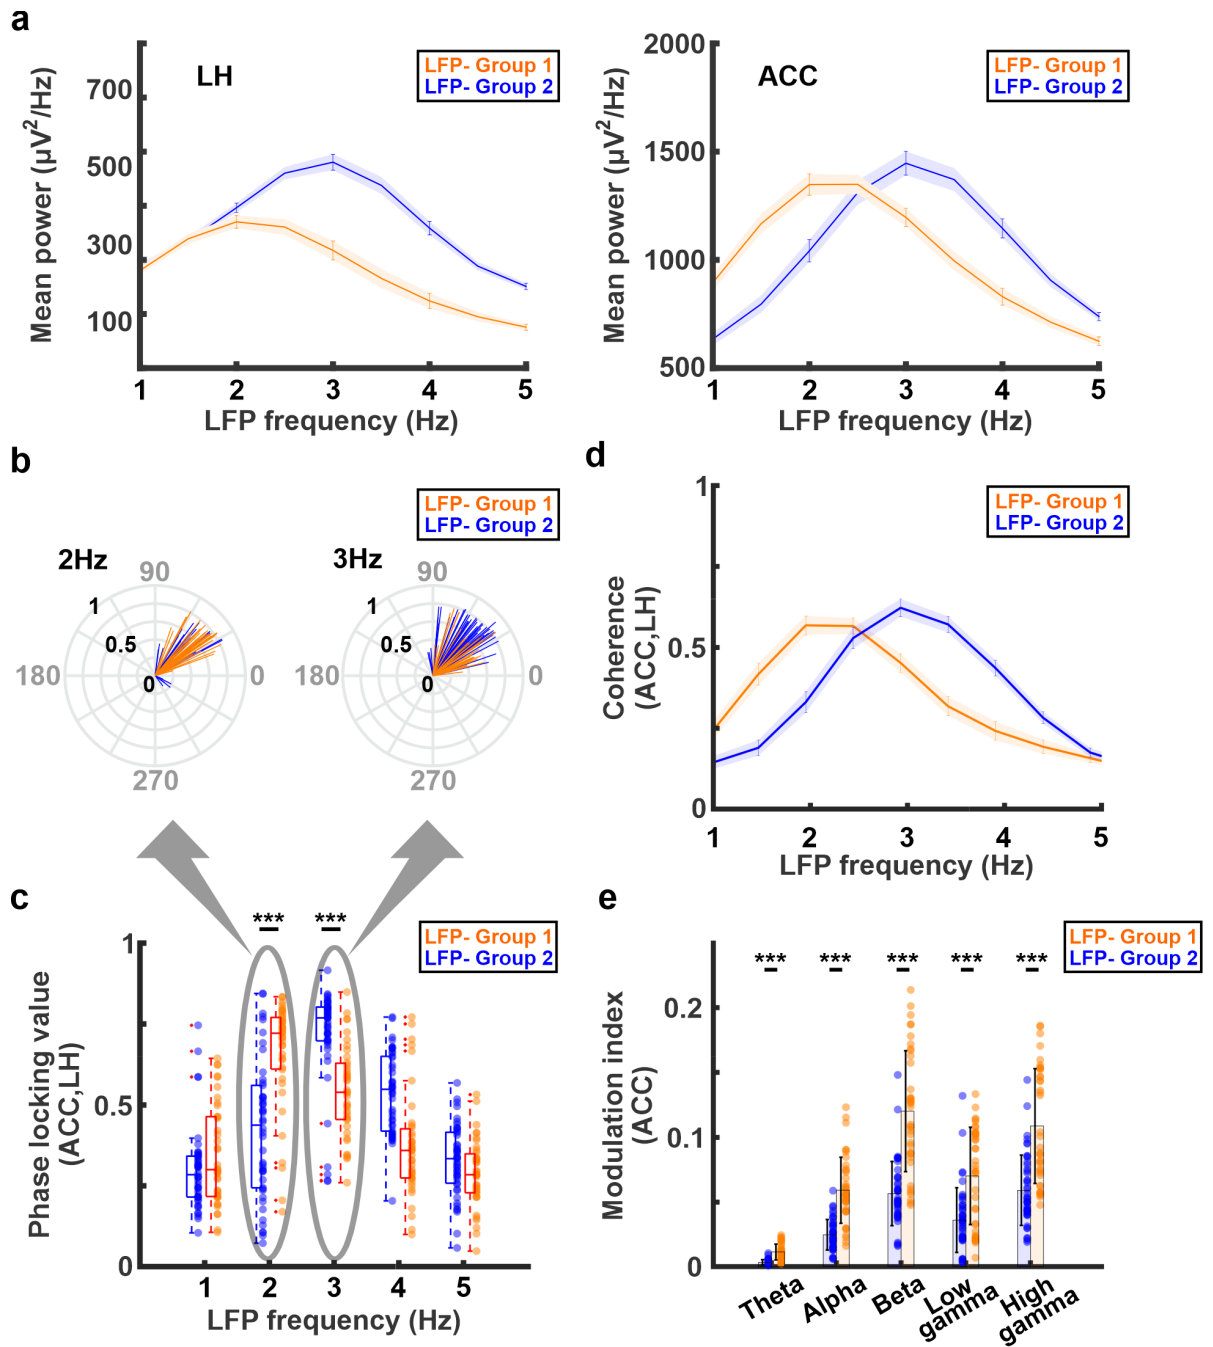 a
LH
LFP- Group 1
LFP- Group 2
Mean power (µV²/Hz)
700
500
300
100
1 2 3 4 5
LFP frequency (Hz)
ACC
LFP- Group 1
LFP- Group 2
Mean power (µV²/Hz)
2000
1500
1000
500
1 2 3 4 5
LFP frequency (Hz)
b
LFP- Group 1
LFP- Group 2
2Hz
90
1
0.5
180
0
0
270
3Hz
90
1
0.5
180
0
0
270
d
LFP- Group 1
LFP- Group 2
Coherence
(ACC,LH)
1
0.5
0
1 2 3 4 5
LFP frequency (Hz)
c
*** ***
LFP- Group 1
LFP- Group 2
Phase locking value
(ACC,LH)
1
0.5
0
1 2 3 4 5
LFP frequency (Hz)
e
LFP- Group 1
LFP- Group 2
*** *** *** *** ***
Modulation index
(ACC)
0.2
0.1
0
Theta
Alpha
Beta
Low
gamma
High
gamma